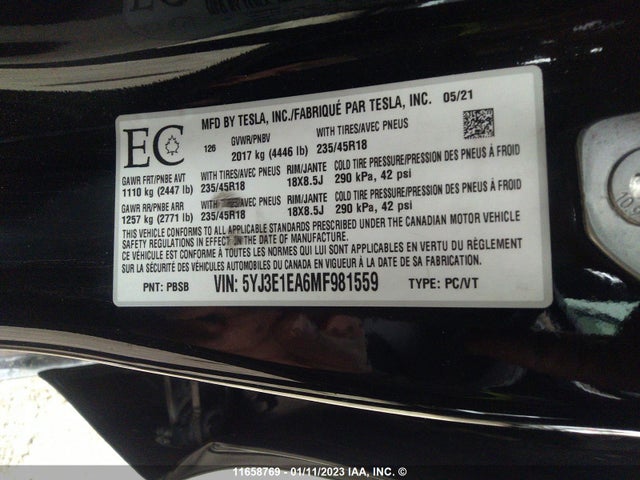 EC
MFD BY TESLA, INC./FABRIQUÉ PAR TESLA, INC. 05/21
126 GVWR/PNBV WITH TIRES/AVEC PNEUS
2017 kg (4446 lb) 235/45R18
GAWR FRT/PNBE AVT WITH TIRES/AVEC PNEUS RIM/JANTE COLD TIRE PRESSURE/PRESSION DES PNEUS À FROID
1110 kg (2447 lb) 235/45R18 18X8.5J 290 kPa, 42 psi
GAWR RR/PNBE ARR WITH TIRES/AVEC PNEUS RIM/JANTE COLD TIRE PRESSURE/PRESSION DES PNEUS À FROID
1257 kg (2771 lb) 235/45R18 18X8.5J 290 kPa, 42 psi
THIS VEHICLE CONFORMS TO ALL APPLICABLE STANDARDS PRESCRIBED UNDER THE CANADIAN MOTOR VEHICLE
SAFETY REGULATIONS IN EFFECT IN THE DATE OF MANUFACTURE.
CE VÉHICULE EST CONFORME À TOUTES LES NORMES QUI LUI SONT APPLICABLES EN VERTU DU RÈGLEMENT
SUR LA SÉCURITÉ DES VÉHICULES AUTOMOBILES DU CANADA EN VIGUEUR À LA DATE DE SA FABRICATION.
PNT: PBSB VIN: 5YJ3E1EA6MF981559 TYPE: PC/VT
11658769 - 01/11/2023 IAA, INC. ©